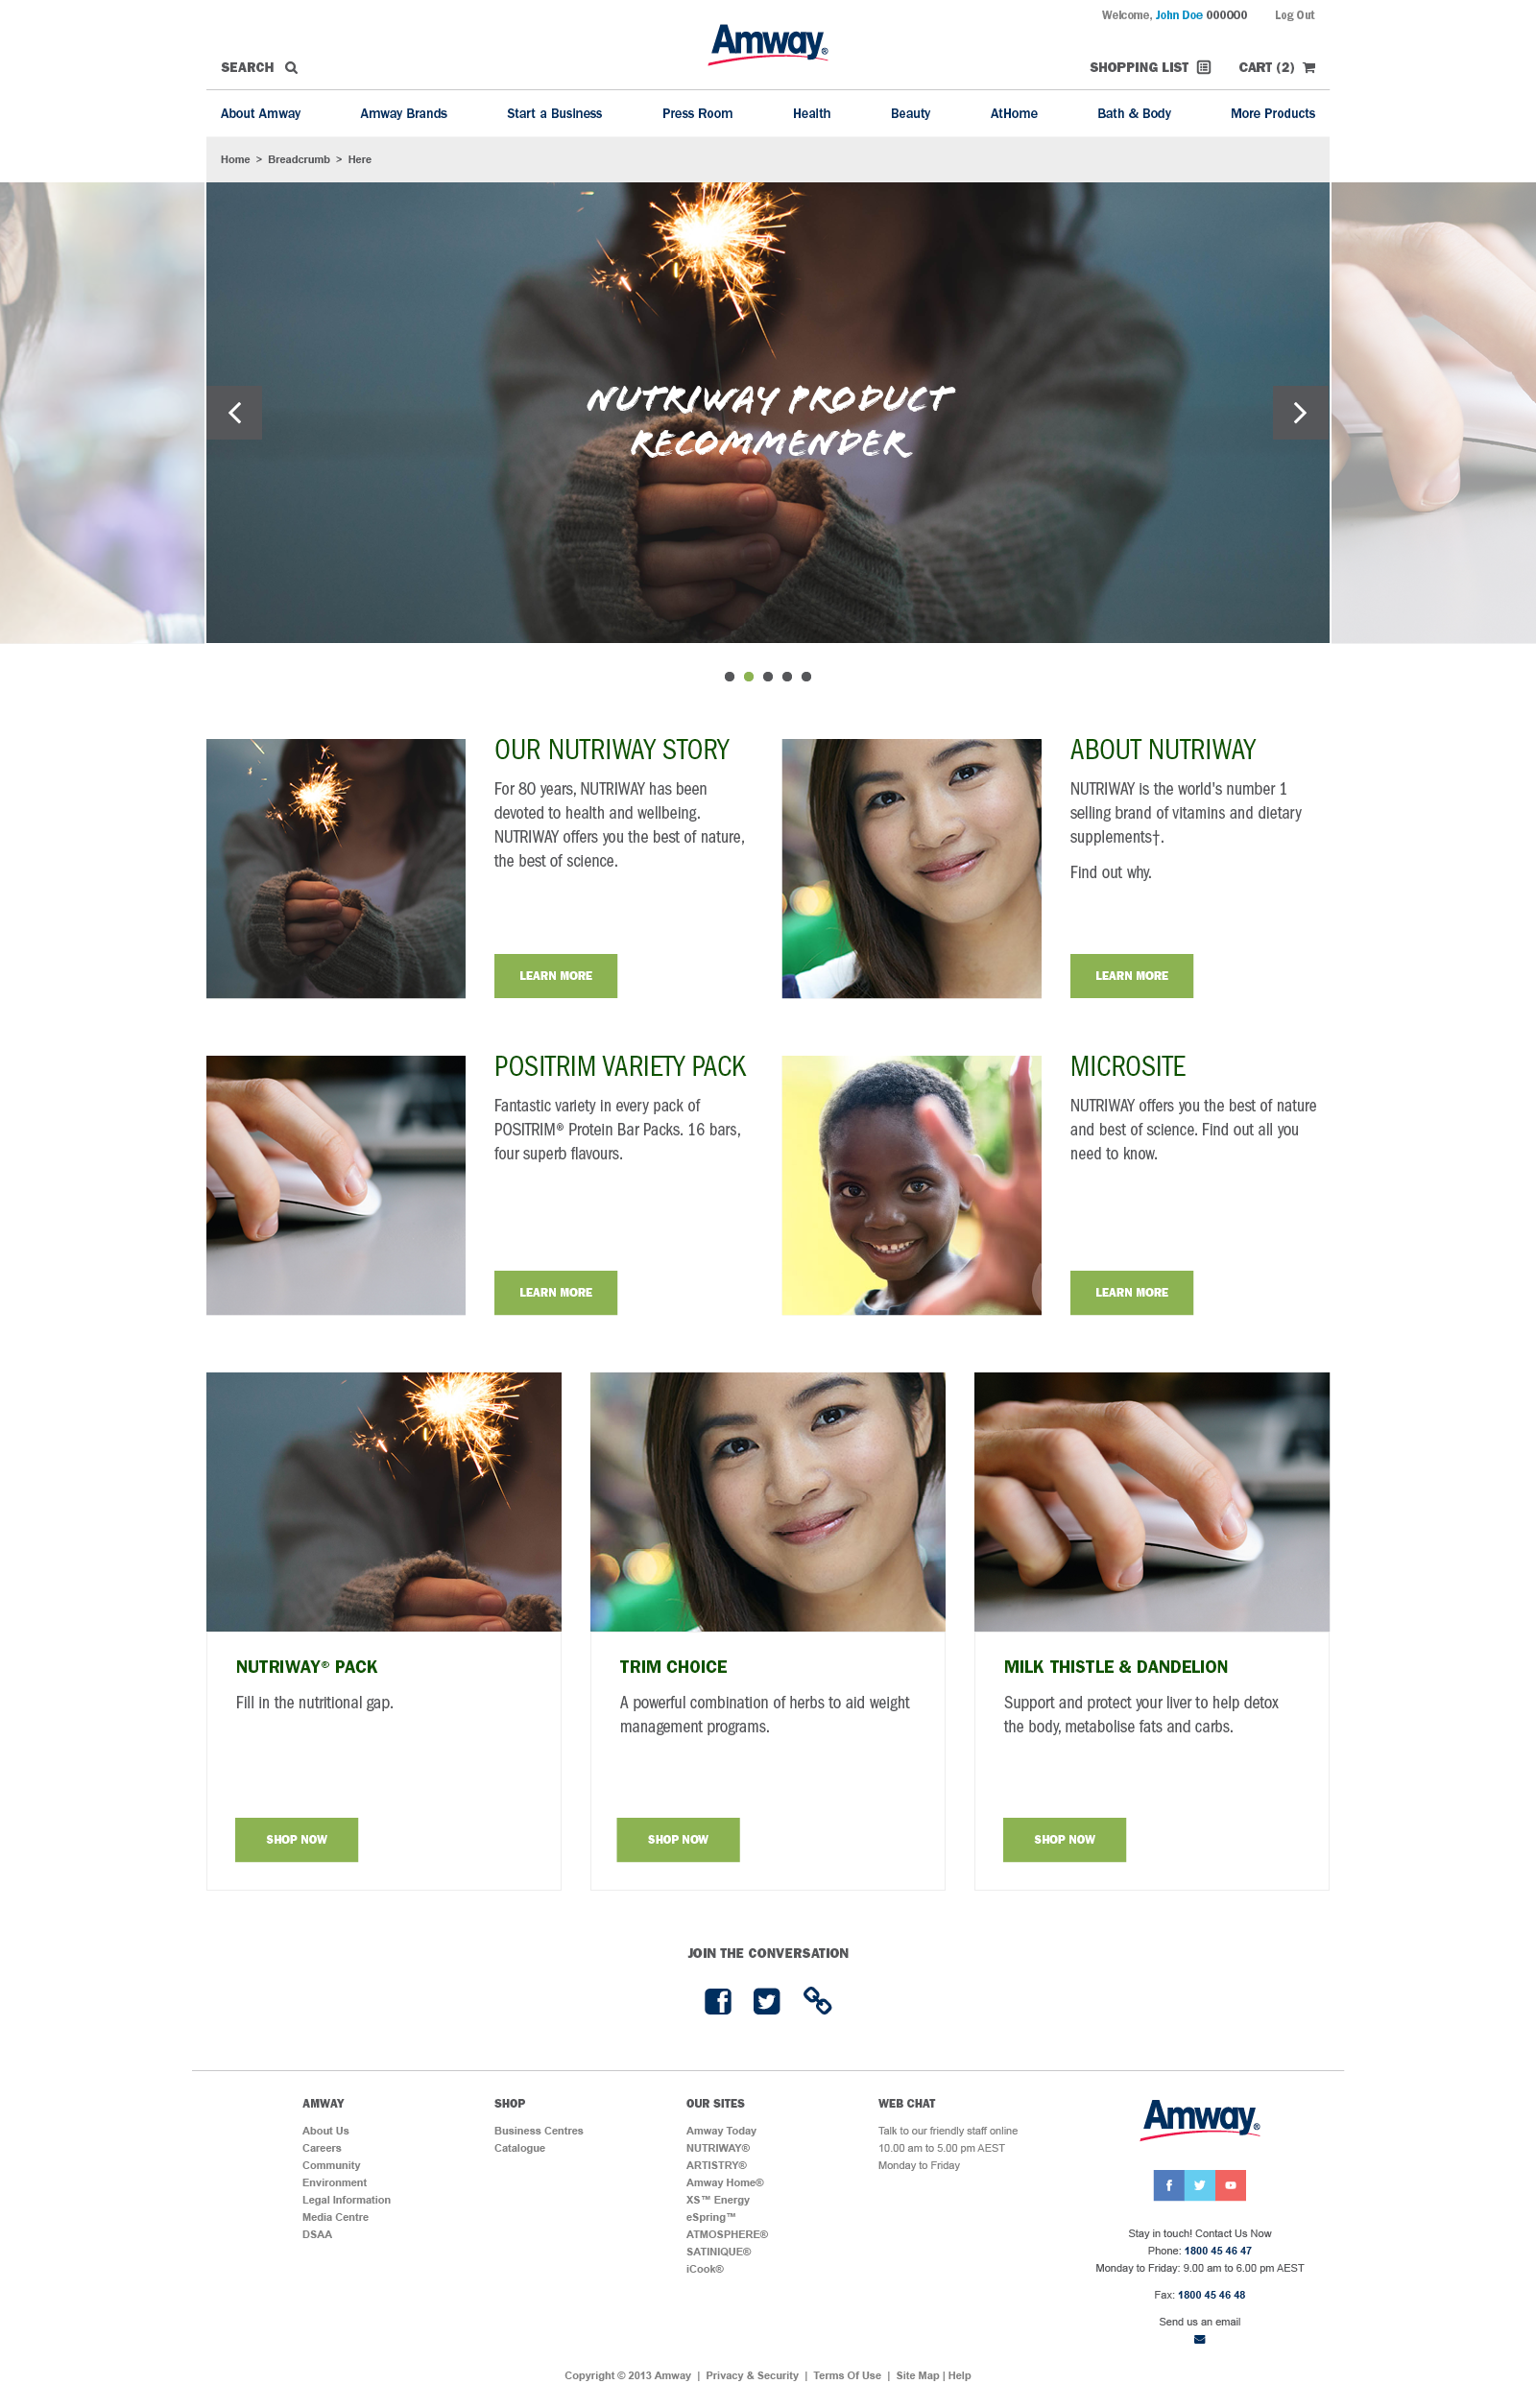 Welcome, John Doe 000000 Log Out
Amway®
SEARCH
SHOPPING LIST CART (2)
About Amway Amway Brands Start a Business Press Room Health Beauty AtHome Bath & Body More Products
Home > Breadcrumb > Here
NUTRIWAY PRODUCT
RECOMMENDER
OUR NUTRIWAY STORY
For 80 years, NUTRIWAY has been
devoted to health and wellbeing.
NUTRIWAY offers you the best of nature,
the best of science.
LEARN MORE
ABOUT NUTRIWAY
NUTRIWAY is the world's number 1
selling brand of vitamins and dietary
supplements†.
Find out why.
LEARN MORE
POSITRIM VARIETY PACK
Fantastic variety in every pack of
POSITRIM® Protein Bar Packs. 16 bars,
four superb flavours.
LEARN MORE
MICROSITE
NUTRIWAY offers you the best of nature
and best of science. Find out all you
need to know.
LEARN MORE
NUTRIWAY® PACK
Fill in the nutritional gap.
SHOP NOW
TRIM CHOICE
A powerful combination of herbs to aid weight
management programs.
SHOP NOW
MILK THISTLE & DANDELION
Support and protect your liver to help detox
the body, metabolise fats and carbs.
SHOP NOW
JOIN THE CONVERSATION
AMWAY
About Us
Careers
Community
Environment
Legal Information
Media Centre
DSAA
SHOP
Business Centres
Catalogue
OUR SITES
Amway Today
NUTRIWAY®
ARTISTRY®
Amway Home®
XS™ Energy
eSpring™
ATMOSPHERE®
SATINIQUE®
iCook®
WEB CHAT
Talk to our friendly staff online
10.00 am to 5.00 pm AEST
Monday to Friday
Amway®
Stay in touch! Contact Us Now
Phone: 1800 45 46 47
Monday to Friday: 9.00 am to 6.00 pm AEST
Fax: 1800 45 46 48
Send us an email
Copyright © 2013 Amway | Privacy & Security | Terms Of Use | Site Map | Help